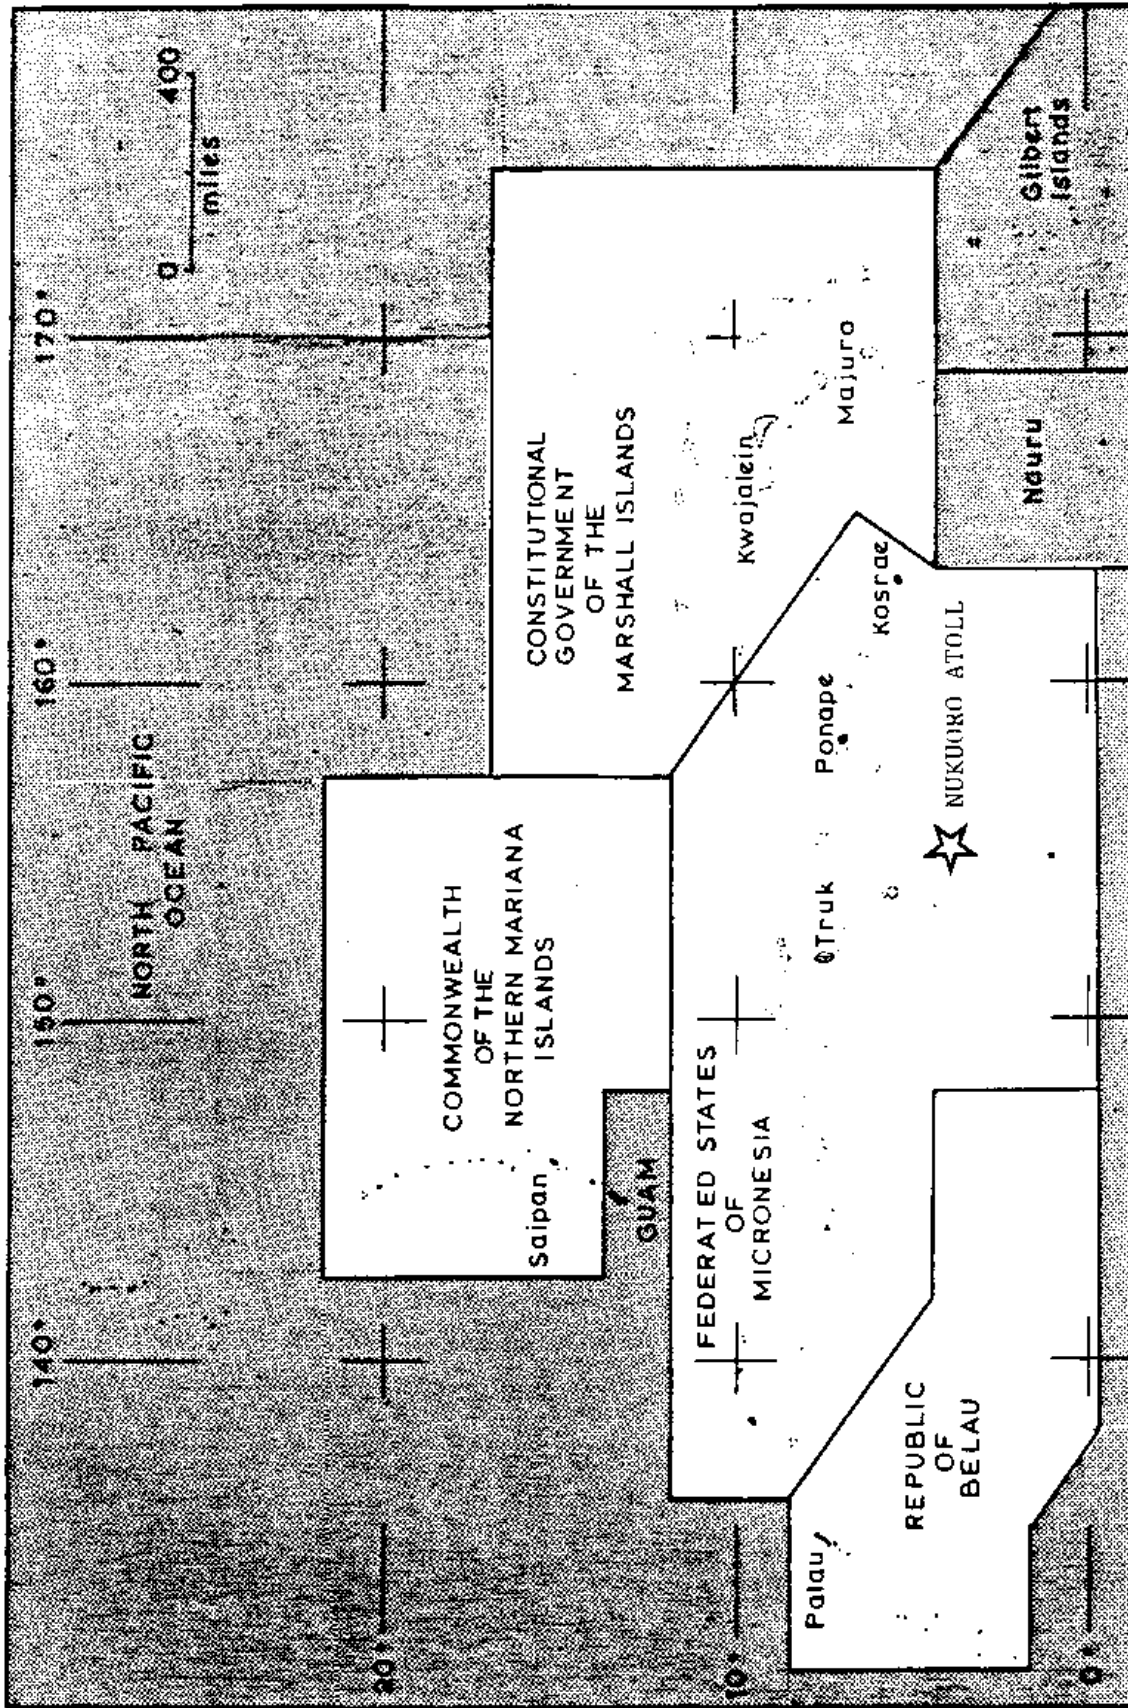 140°
150°
160°
170°
NORTH PACIFIC
OCEAN
0
400
miles
20°
COMMONWEALTH
OF THE
NORTHERN MARIANA
ISLANDS
Saipan
GUAM
CONSTITUTIONAL
GOVERNMENT
OF THE
MARSHALL ISLANDS
Kwajalein
Majuro
10°
FEDERATED STATES
OF
MICRONESIA
Truk
Ponape
Kosrae
NUKUORO ATOLL
Palau
REPUBLIC
OF
BELAU
Nauru
Gilbert
Islands
0°